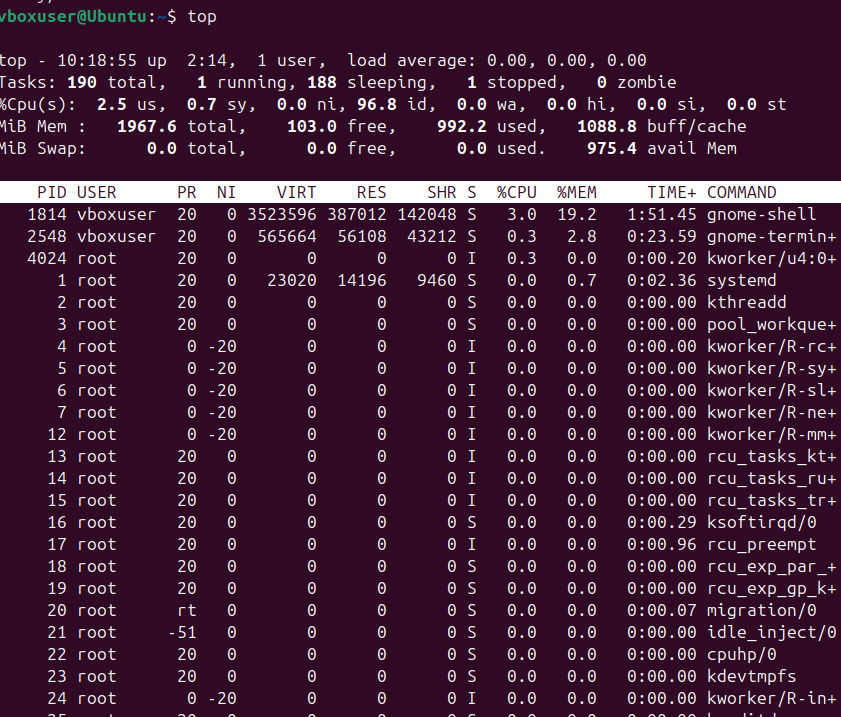 vboxuser@Ubuntu:~$ top
top - 10:18:55 up  2:14,  1 user,  load average: 0.00, 0.00, 0.00
Tasks: 190 total,   1 running, 188 sleeping,   1 stopped,   0 zombie
%Cpu(s):  2.5 us,  0.7 sy,  0.0 ni, 96.8 id,  0.0 wa,  0.0 hi,  0.0 si,  0.0 st
MiB Mem :   1967.6 total,    103.0 free,    992.2 used,   1088.8 buff/cache
MiB Swap:      0.0 total,      0.0 free,      0.0 used.    975.4 avail Mem
PID USER      PR  NI    VIRT    RES    SHR S  %CPU  %MEM     TIME+ COMMAND
1814 vboxuser  20   0 3523596 387012 142048 S   3.0  19.2   1:51.45 gnome-shell
2548 vboxuser  20   0  565664  56108  43212 S   0.3   2.8   0:23.59 gnome-termin+
4024 root      20   0       0      0      0 I   0.3   0.0   0:00.20 kworker/u4:0+
1 root      20   0   23020  14196   9460 S   0.0   0.7   0:02.36 systemd
2 root      20   0       0      0      0 S   0.0   0.0   0:00.00 kthreadd
3 root      20   0       0      0      0 S   0.0   0.0   0:00.00 pool_workque+
4 root       0 -20       0      0      0 I   0.0   0.0   0:00.00 kworker/R-rc+
5 root       0 -20       0      0      0 I   0.0   0.0   0:00.00 kworker/R-sy+
6 root       0 -20       0      0      0 I   0.0   0.0   0:00.00 kworker/R-sl+
7 root       0 -20       0      0      0 I   0.0   0.0   0:00.00 kworker/R-ne+
12 root       0 -20       0      0      0 I   0.0   0.0   0:00.00 kworker/R-mm+
13 root      20   0       0      0      0 I   0.0   0.0   0:00.00 rcu_tasks_kt+
14 root      20   0       0      0      0 I   0.0   0.0   0:00.00 rcu_tasks_ru+
15 root      20   0       0      0      0 I   0.0   0.0   0:00.00 rcu_tasks_tr+
16 root      20   0       0      0      0 S   0.0   0.0   0:00.29 ksoftirqd/0
17 root      20   0       0      0      0 I   0.0   0.0   0:00.96 rcu_preempt
18 root      20   0       0      0      0 S   0.0   0.0   0:00.00 rcu_exp_par_+
19 root      20   0       0      0      0 S   0.0   0.0   0:00.00 rcu_exp_gp_k+
20 root      rt   0       0      0      0 S   0.0   0.0   0:00.07 migration/0
21 root     -51   0       0      0      0 S   0.0   0.0   0:00.00 idle_inject/0
22 root      20   0       0      0      0 S   0.0   0.0   0:00.00 cpuhp/0
23 root      20   0       0      0      0 S   0.0   0.0   0:00.00 kdevtmpfs
24 root       0 -20       0      0      0 I   0.0   0.0   0:00.00 kworker/R-in+